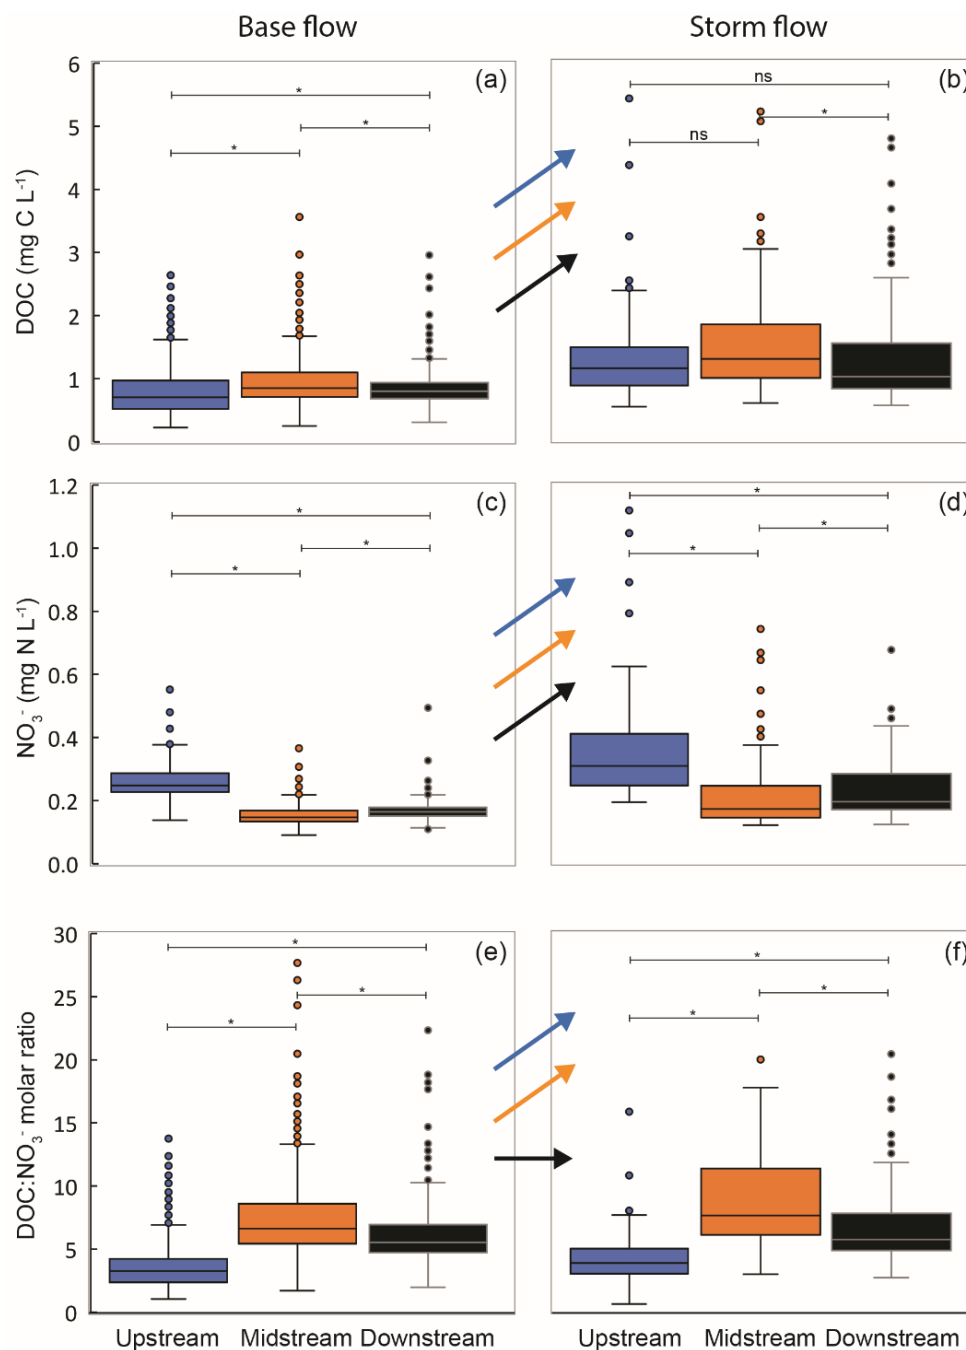 Base flow
Storm flow
(a)
(b)
DOC (mg C L⁻¹)
6
5
4
3
2
1
0
*
*
*
ns
ns
*
(c)
(d)
NO₃⁻ (mg N L⁻¹)
1.2
1.0
0.8
0.6
0.4
0.2
0.0
*
*
*
*
*
*
(e)
(f)
DOC:NO₃⁻ molar ratio
30
25
20
15
10
5
0
*
*
*
*
*
*
Upstream Midstream Downstream
Upstream Midstream Downstream